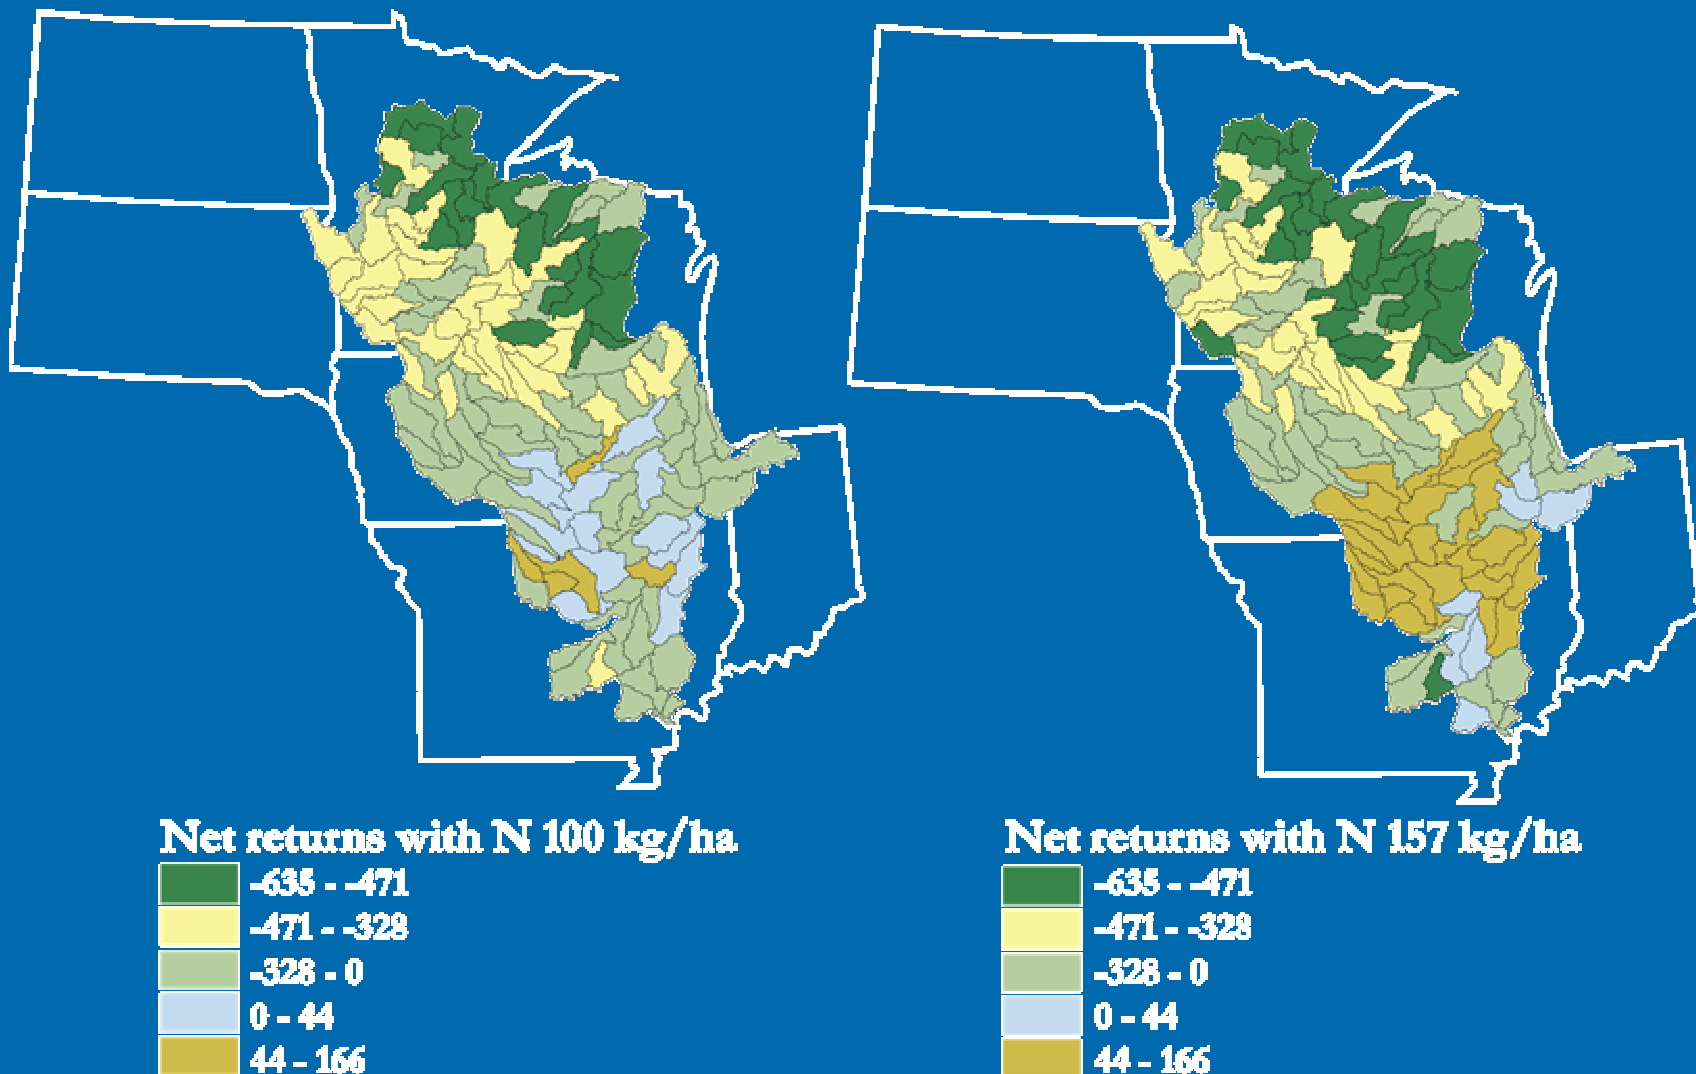 Net returns with N 100 kg/ha
-635 - -471
-471 - -328
-328 - 0
0 - 44
44 - 166
Net returns with N 157 kg/ha
-635 - -471
-471 - -328
-328 - 0
0 - 44
44 - 166